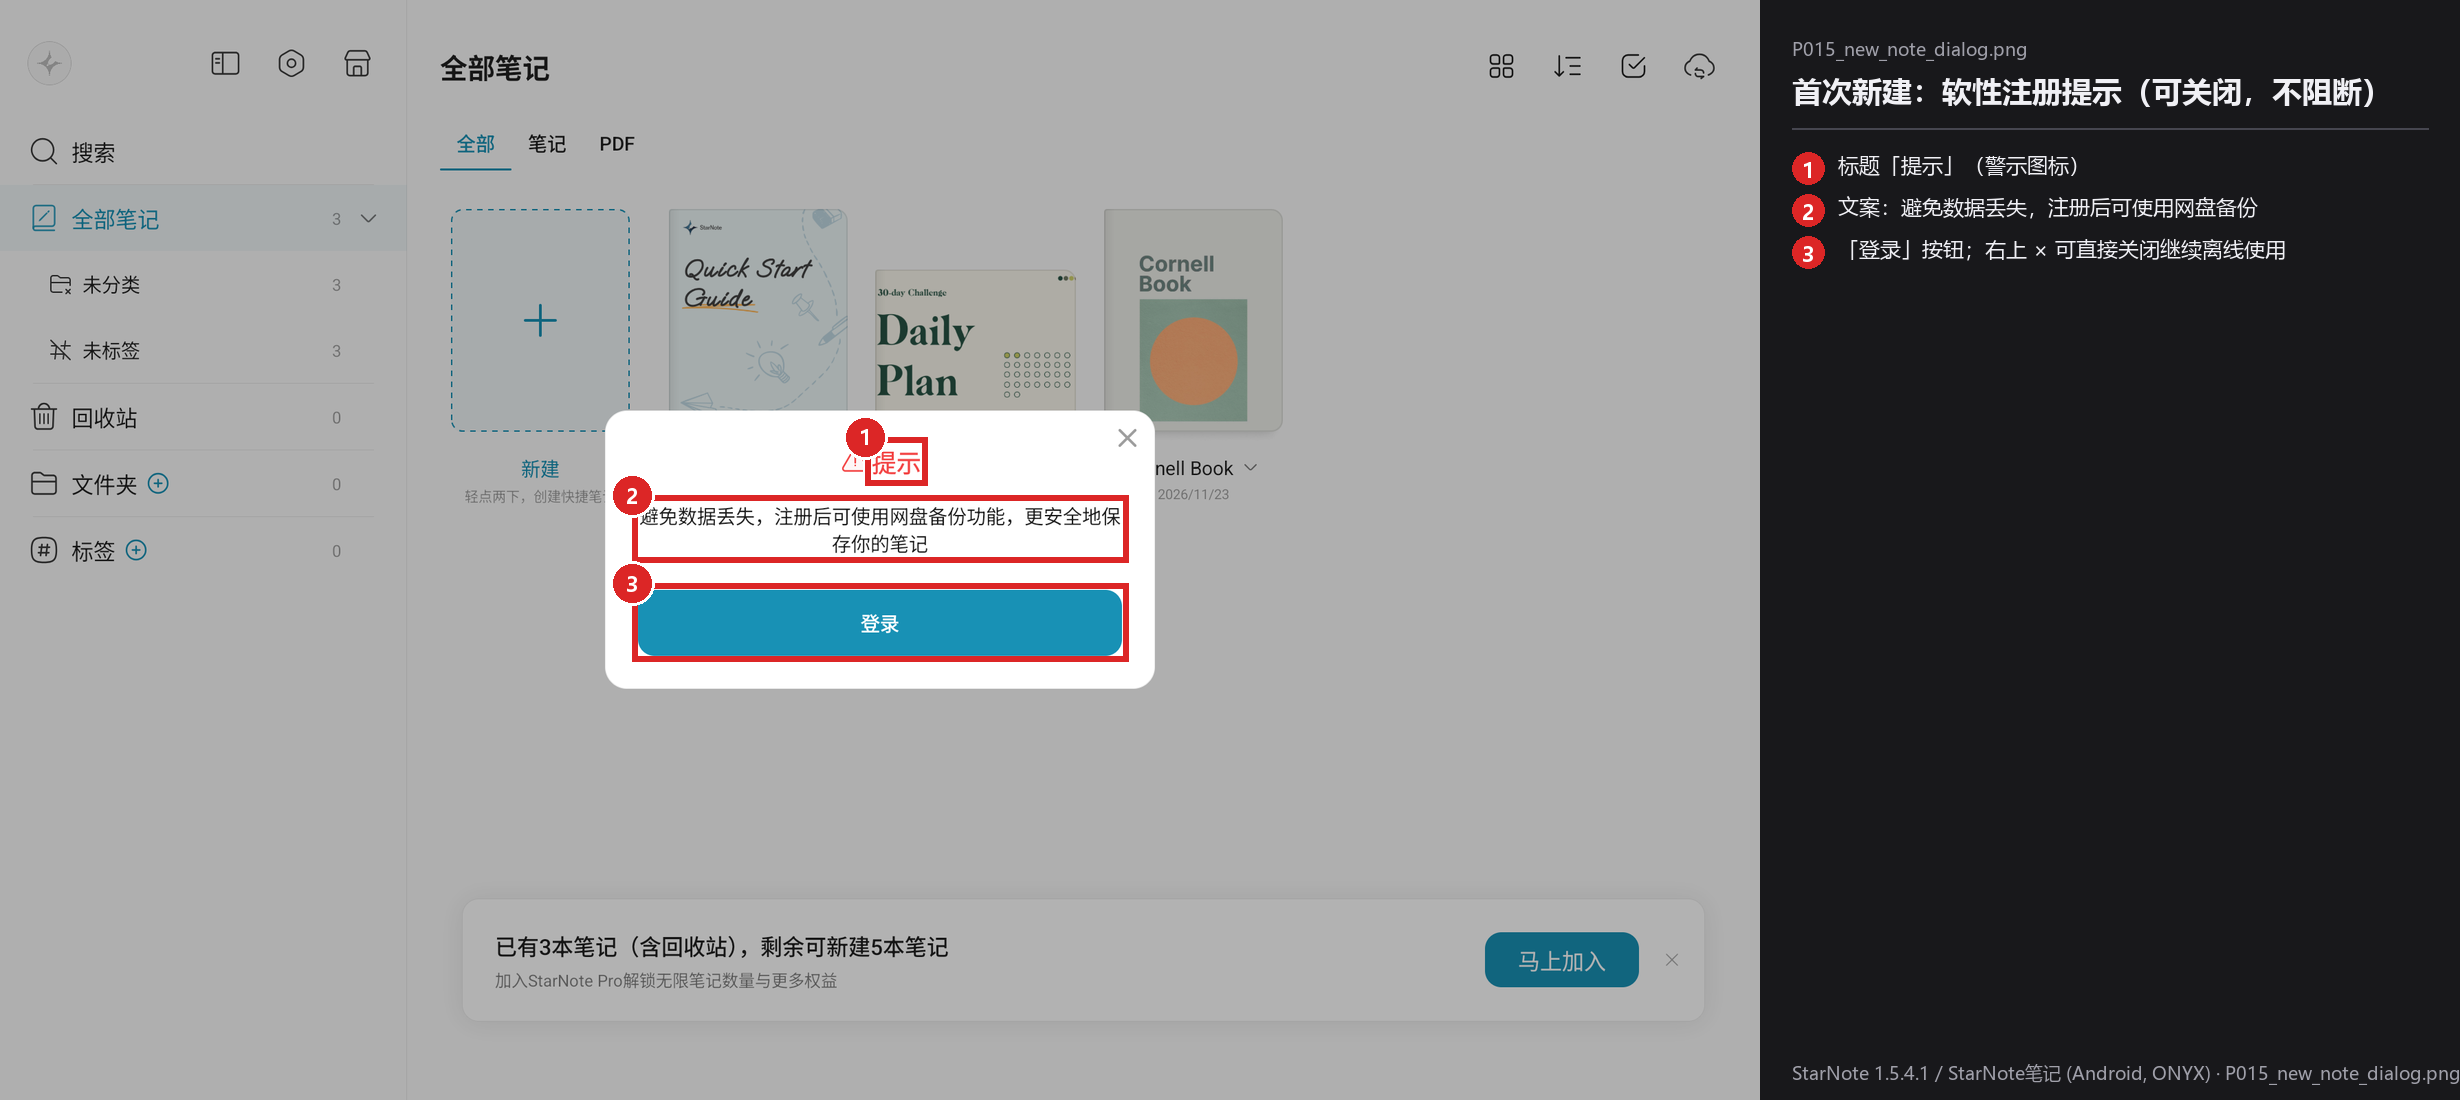 搜索
全部笔记 3
未分类 3
未标签 3
回收站 0
文件夹 0
标签 0
全部笔记
全部 笔记 PDF
新建
轻点两下，创建快捷笔
StarNote
Quick Start
Guide
30-day Challenge
Daily
Plan
Cornell
Book
nell Book
2026/11/23
1
提示
2
避免数据丢失，注册后可使用网盘备份功能，更安全地保
存你的笔记
3
登录
已有3本笔记（含回收站），剩余可新建5本笔记
加入StarNote Pro解锁无限笔记数量与更多权益
马上加入
P015_new_note_dialog.png
首次新建：软性注册提示（可关闭，不阻断）
1 标题「提示」（警示图标）
2 文案：避免数据丢失，注册后可使用网盘备份
3 「登录」按钮；右上 × 可直接关闭继续离线使用
StarNote 1.5.4.1 / StarNote笔记 (Android, ONYX) · P015_new_note_dialog.png